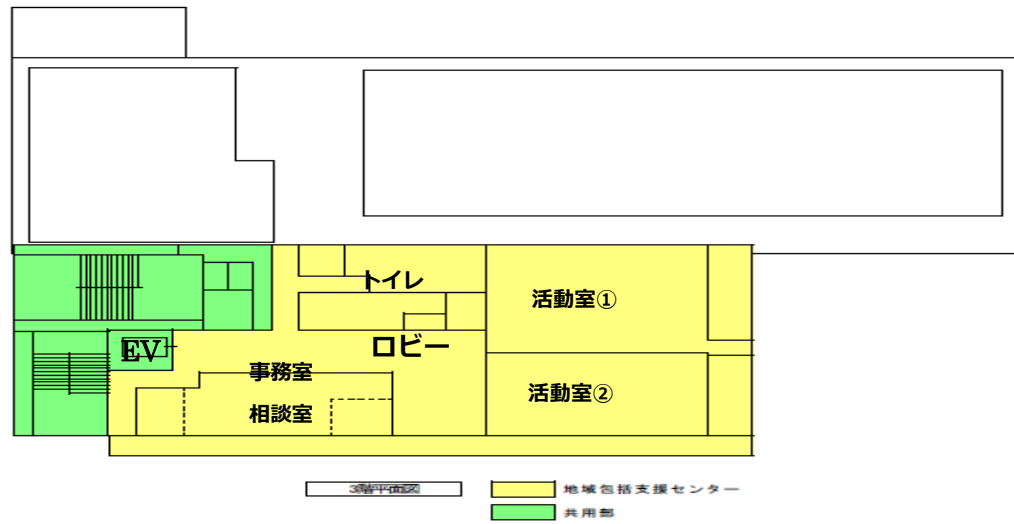 トイレ
活動室①
EV
ロビー
事務室
活動室②
相談室
3階平面図
地域包括支援センター
共用部